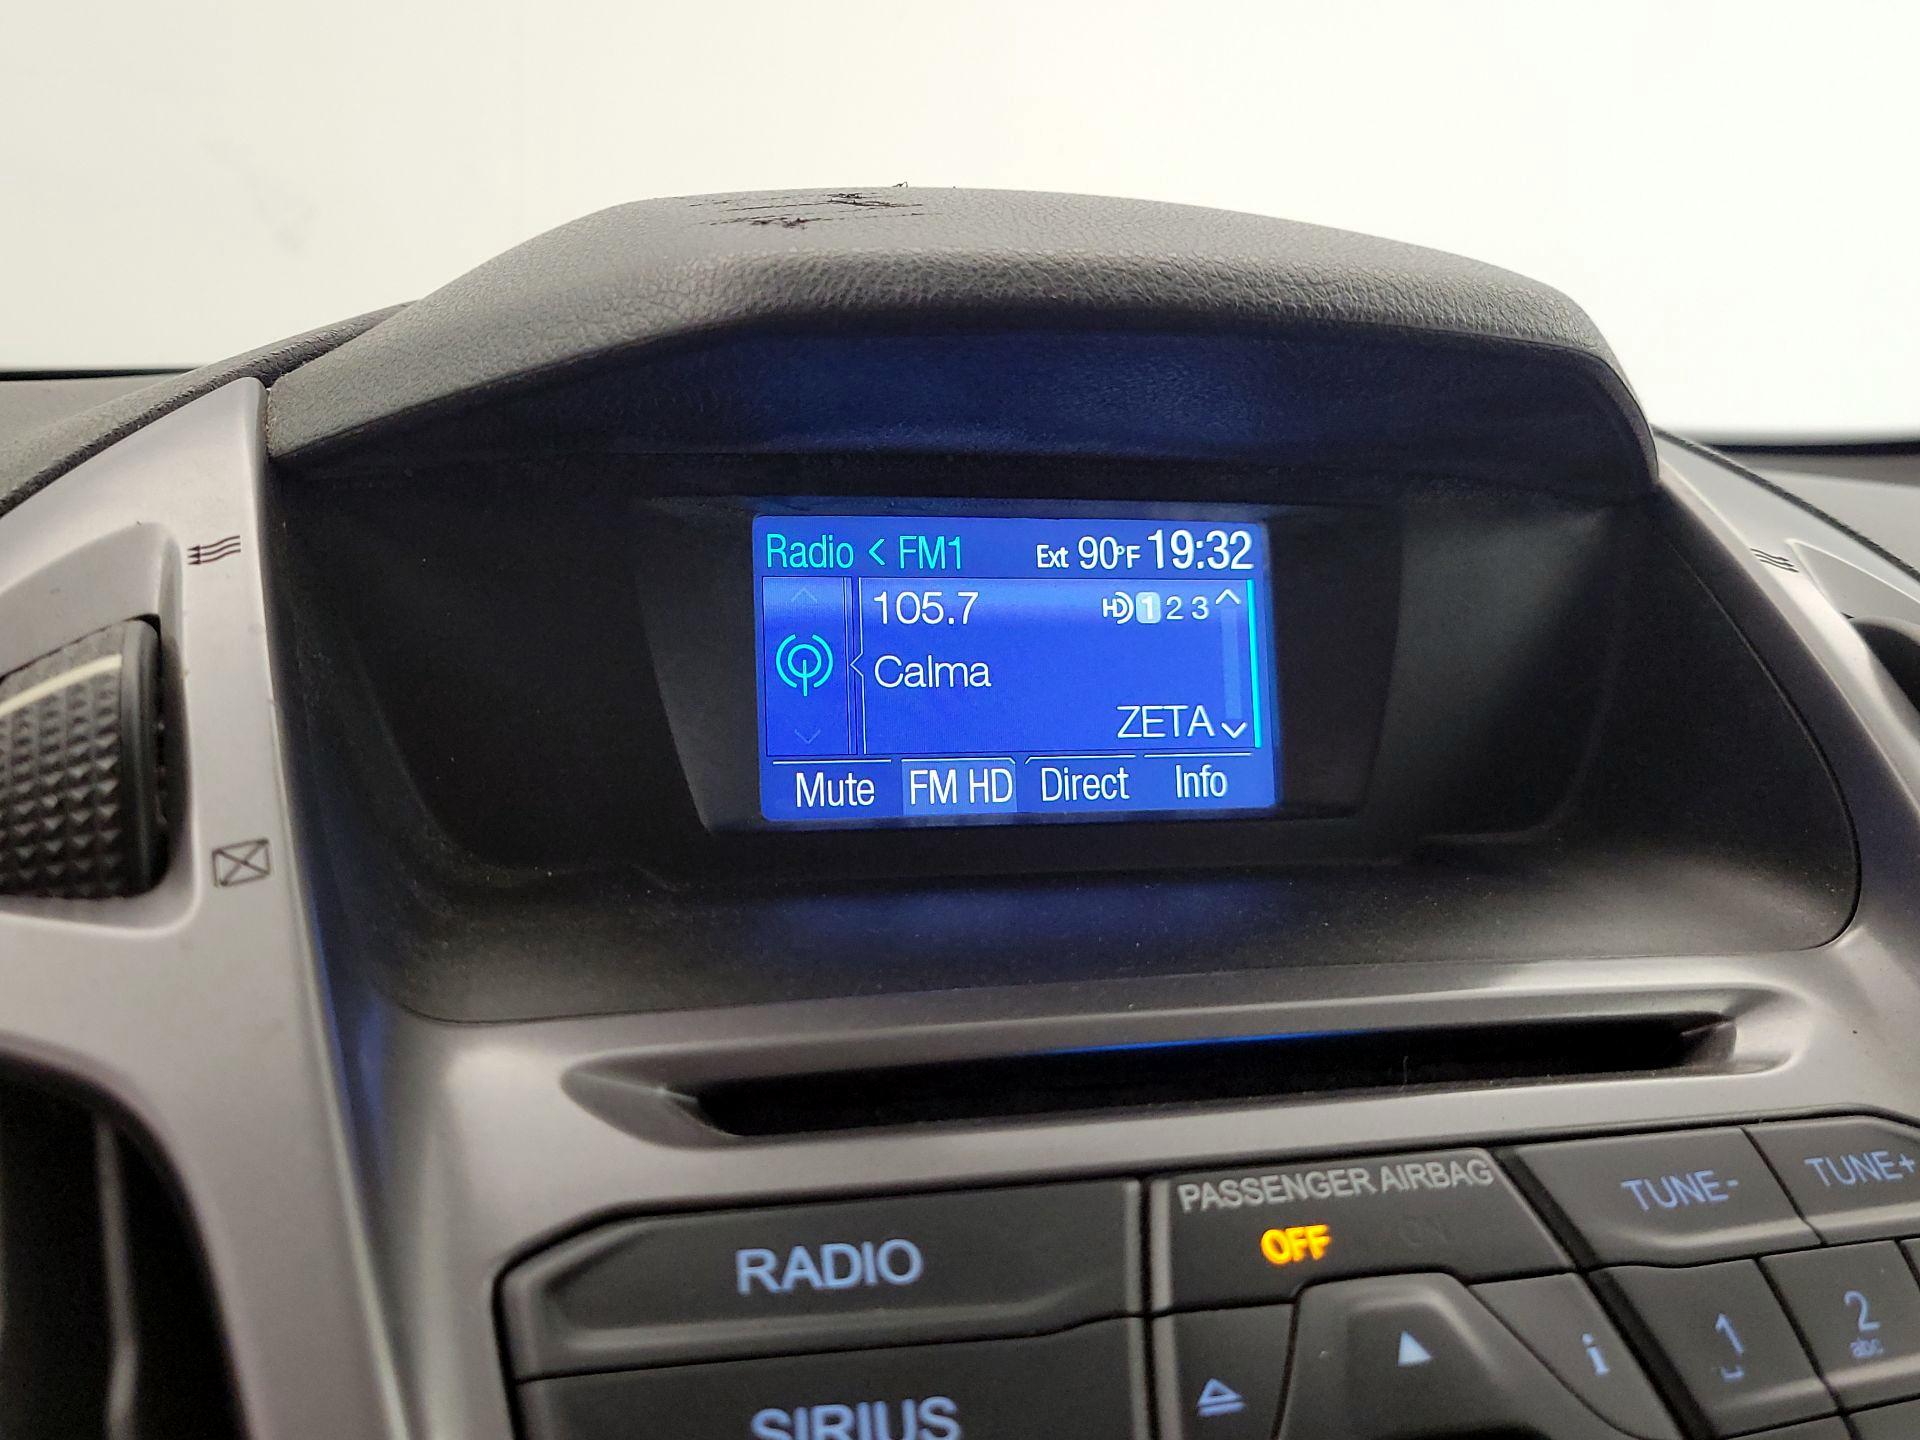 Radio < FM1 Ext 90°F 19:32
105.7 HD 1 2 3
Calma
ZETA
Mute FM HD Direct Info
PASSENGER AIRBAG
OFF ON
TUNE- TUNE+
RADIO
i 1 2
abc
SIRIUS